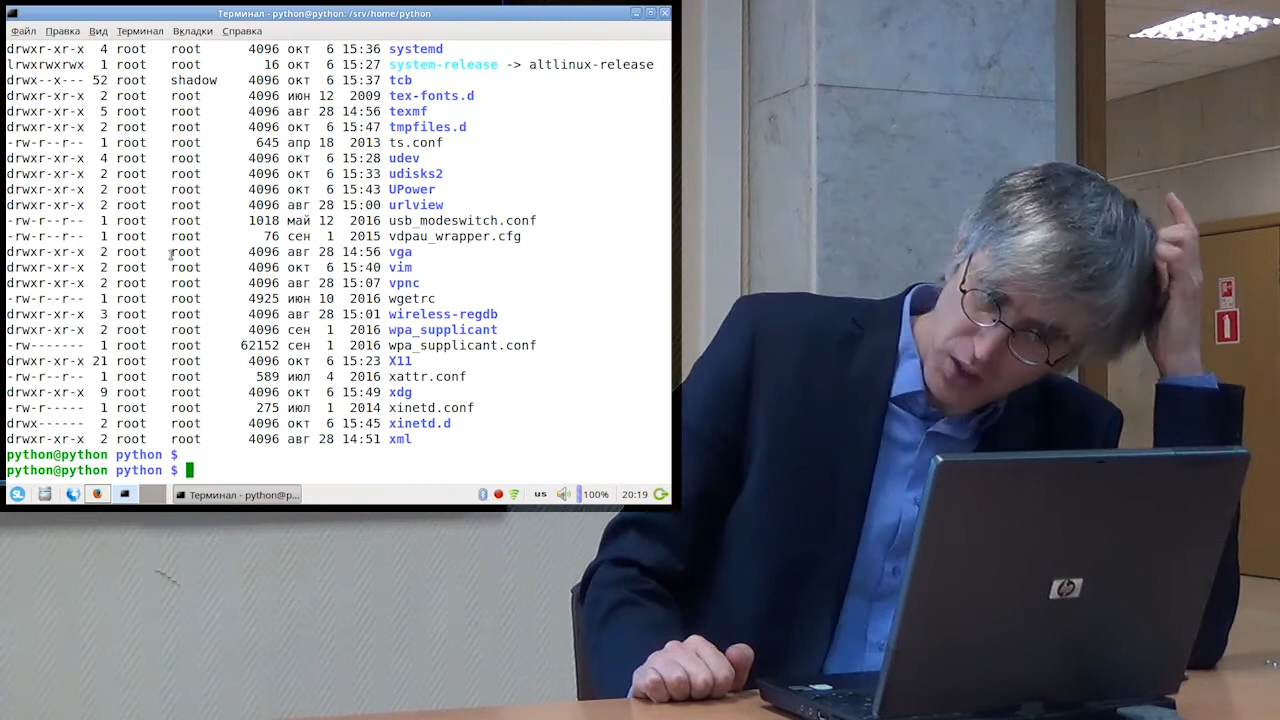 Терминал - python@python: /srv/home/python
Файл Правка Вид Терминал Вкладки Справка
drwxr-xr-x 4 root root 4096 окт 6 15:36 systemd
lrwxrwxrwx 1 root root 16 окт 6 15:27 system-release -> altlinux-release
drwx--x--- 52 root shadow 4096 окт 6 15:37 tcb
drwxr-xr-x 2 root root 4096 июн 12 2009 tex-fonts.d
drwxr-xr-x 5 root root 4096 авг 28 14:56 texmf
drwxr-xr-x 2 root root 4096 окт 6 15:47 tmpfiles.d
-rw-r--r-- 1 root root 645 апр 18 2013 ts.conf
drwxr-xr-x 4 root root 4096 окт 6 15:28 udev
drwxr-xr-x 2 root root 4096 окт 6 15:33 udisks2
drwxr-xr-x 2 root root 4096 окт 6 15:43 UPower
drwxr-xr-x 2 root root 4096 авг 28 15:00 urlview
-rw-r--r-- 1 root root 1018 май 12 2016 usb_modeswitch.conf
-rw-r--r-- 1 root root 76 сен 1 2015 vdpau_wrapper.cfg
drwxr-xr-x 2 root root 4096 авг 28 14:56 vga
drwxr-xr-x 2 root root 4096 окт 6 15:40 vim
drwxr-xr-x 2 root root 4096 авг 28 15:07 vpnc
-rw-r--r-- 1 root root 4925 июн 10 2016 wgetrc
drwxr-xr-x 3 root root 4096 авг 28 15:01 wireless-regdb
drwxr-xr-x 2 root root 4096 сен 1 2016 wpa_supplicant
-rw------- 1 root root 62152 сен 1 2016 wpa_supplicant.conf
drwxr-xr-x 21 root root 4096 окт 6 15:23 X11
-rw-r--r-- 1 root root 589 июл 4 2016 xattr.conf
drwxr-xr-x 9 root root 4096 окт 6 15:49 xdg
-rw-r----- 1 root root 275 июл 1 2014 xinetd.conf
drwx------ 2 root root 4096 окт 6 15:45 xinetd.d
drwxr-xr-x 2 root root 4096 авг 28 14:51 xml
python@python python $
python@python python $
Терминал - python@p...
us 100% 20:19
hp